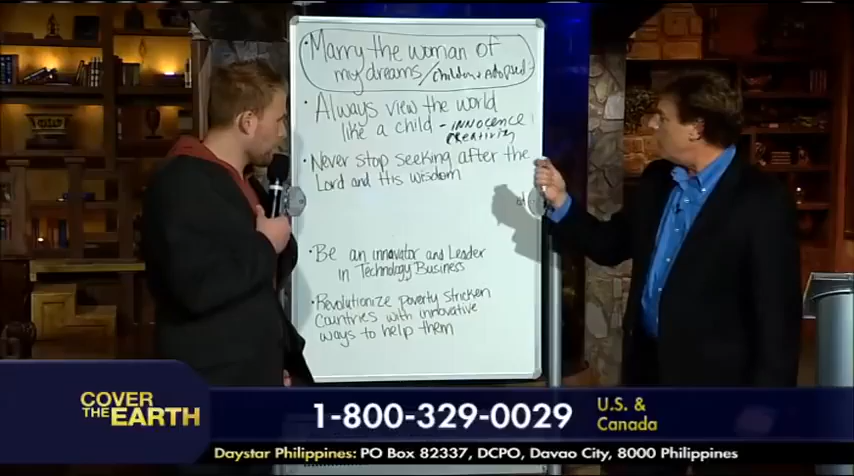 • Marry the woman of
my dreams/children + Adopted?
• Always view the world
like a child - INNOCENCE!
CREATIVITY
• Never stop seeking after the
Lord and His wisdom
• Be an innovator and Leader
in Technology Business
• Revolutionize poverty stricken
Countries with innovative
ways to help them
COVER
THE EARTH
1-800-329-0029
U.S. &
Canada
Daystar Philippines: PO Box 82337, DCPO, Davao City, 8000 Philippines